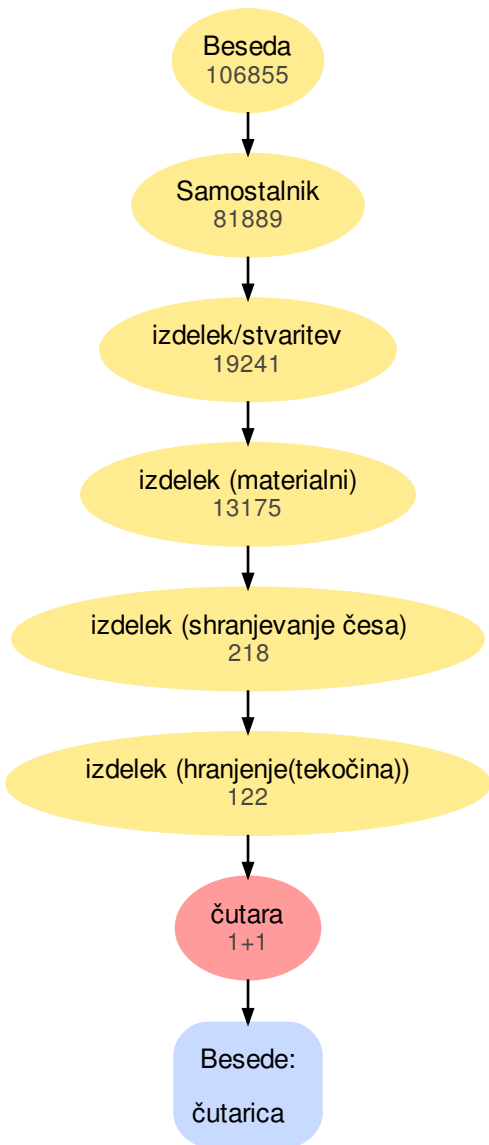 Beseda
106855
Samostalnik
81889
izdelek/stvaritev
19241
izdelek (materialni)
13175
izdelek (shranjevanje česa)
218
izdelek (hranjenje(tekočina))
122
čutara
1+1
Besede:
čutarica